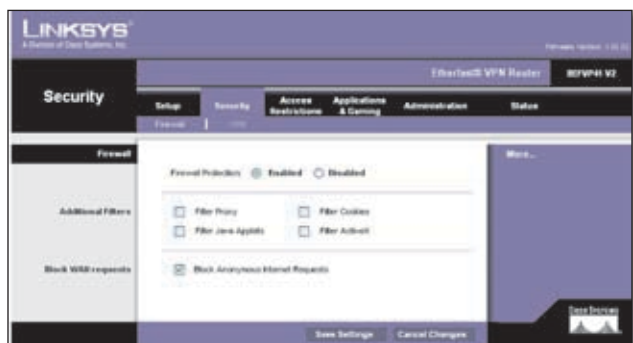 LINKSYS
A Division of Cisco Systems, Inc.
EtherFast® VPN Router
BEFVP41 V2
Security
Setup
Security
Access Restrictions
Applications & Gaming
Administration
Status
Firewall
VPN
Firewall
More...
Firewall Protection:
Enabled
Disabled
Additional Filters
Filter Proxy
Filter Cookies
Filter Java Applets
Filter ActiveX
Block WAN requests
Block Anonymous Internet Requests
Save Settings
Cancel Changes
Cisco Systems